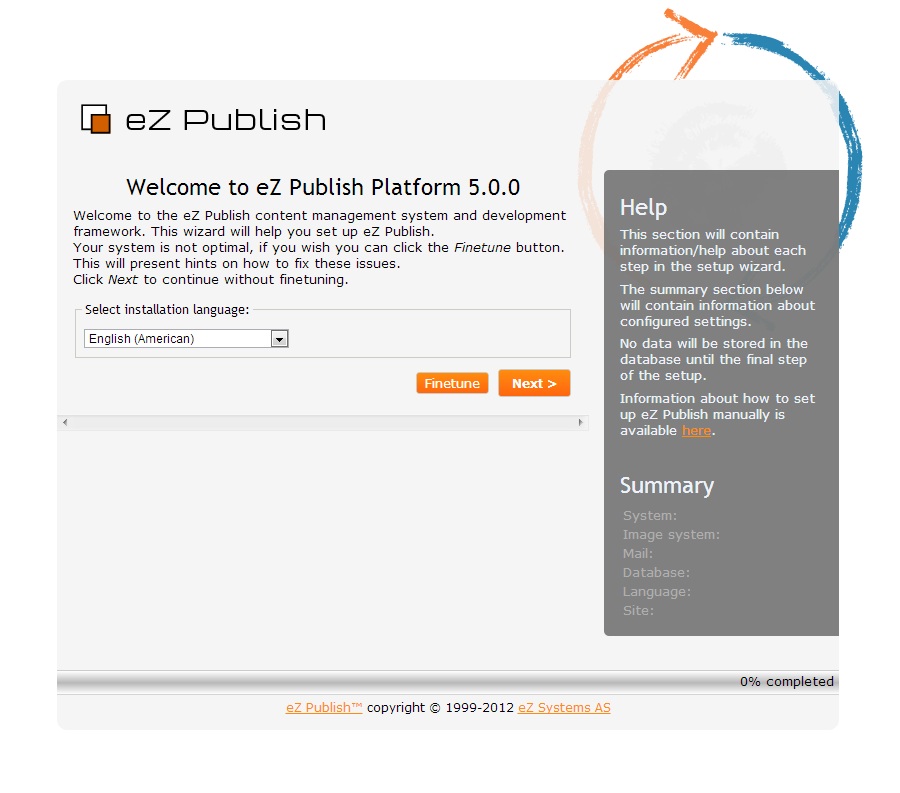 eZ Publish
Welcome to eZ Publish Platform 5.0.0
Welcome to the eZ Publish content management system and development
framework. This wizard will help you set up eZ Publish.
Your system is not optimal, if you wish you can click the Finetune button.
This will present hints on how to fix these issues.
Click Next to continue without finetuning.
Select installation language:
English (American)
Finetune
Next >
Help
This section will contain
information/help about each
step in the setup wizard.
The summary section below
will contain information about
configured settings.
No data will be stored in the
database until the final step
of the setup.
Information about how to set
up eZ Publish manually is
available here.
Summary
System:
Image system:
Mail:
Database:
Language:
Site:
0% completed
eZ Publish™ copyright © 1999-2012 eZ Systems AS